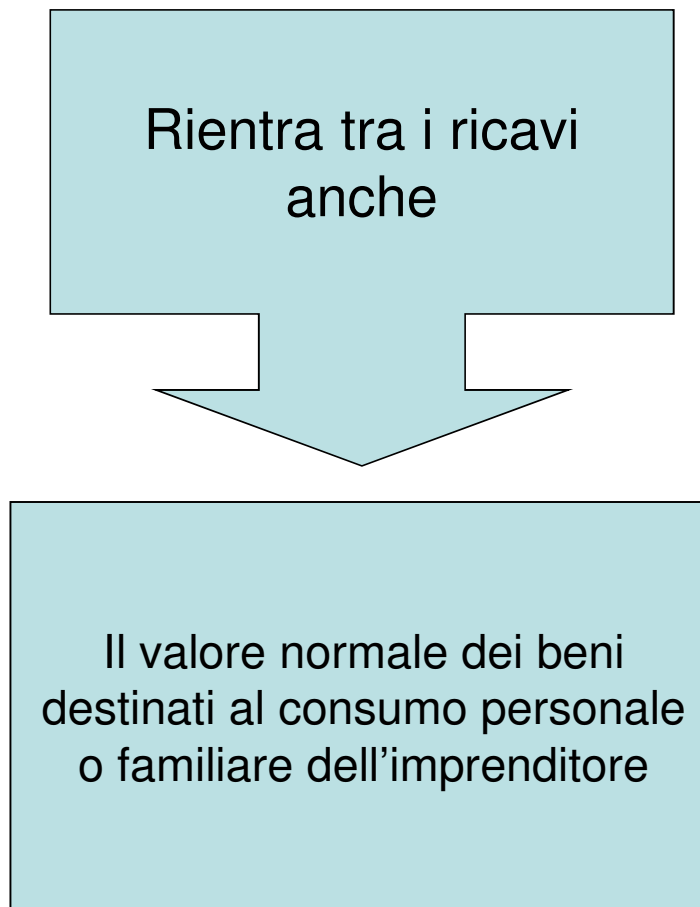 Rientra tra i ricavi
anche
Il valore normale dei beni
destinati al consumo personale
o familiare dell'imprenditore